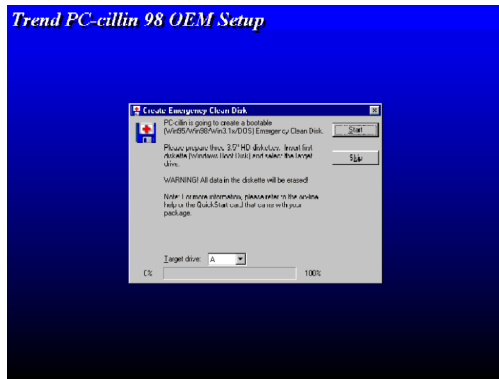 Trend PC-cillin 98 OEM Setup
Create Emergency Clean Disk
PC-cillin is going to create a bootable
(Win95/Win98/Win3.1x/DOS) Emergency Clean Disk.
Please prepare three 3.5" HD diskettes. Insert first
diskette (Windows Boot Disk) and select the target
drive.
WARNING! All data in the diskette will be erased!
Note: For more information, please refer to the on-line
help or the QuickStart card that came with your
package.
Start
Skip
Target drive: A
0% 100%